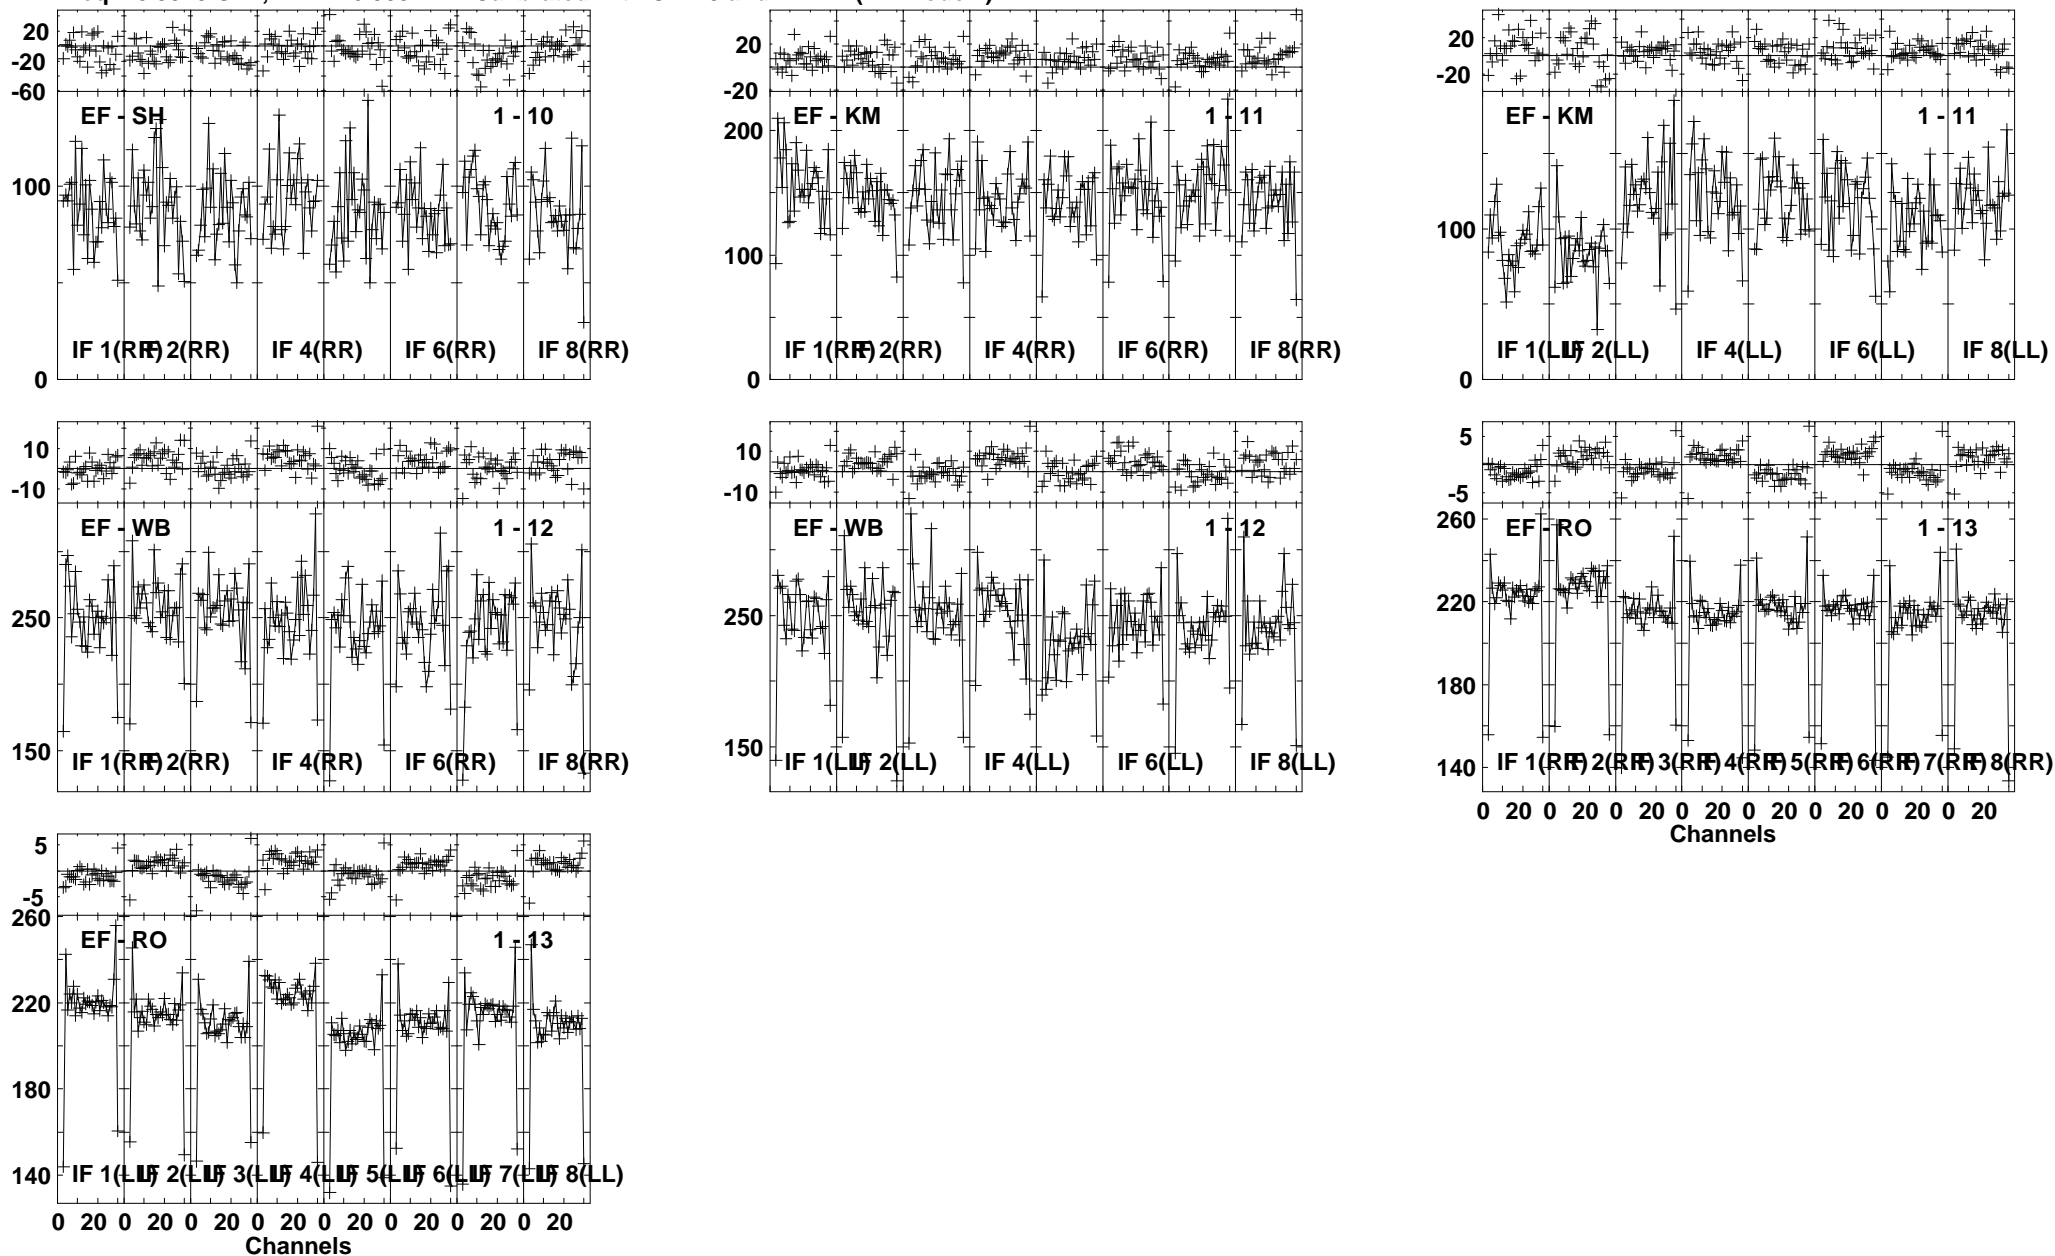 20
-20
-60
EF - SH 1 - 10
100
IF 1(RR) IF 2(RR) IF 4(RR) IF 6(RR) IF 8(RR)
0
20
-20
200
EF - KM 1 - 11
100
IF 1(RR) IF 2(RR) IF 4(RR) IF 6(RR) IF 8(RR)
0
20
-20
EF - KM 1 - 11
100
IF 1(LL) IF 2(LL) IF 4(LL) IF 6(LL) IF 8(LL)
0
10
-10
EF - WB 1 - 12
250
150
IF 1(RR) IF 2(RR) IF 4(RR) IF 6(RR) IF 8(RR)
10
-10
EF - WB 1 - 12
250
150
IF 1(LL) IF 2(LL) IF 4(LL) IF 6(LL) IF 8(LL)
5
-5
260
EF - RO 1 - 13
220
180
140
IF 1(RR) IF 2(RR) IF 3(RR) IF 4(RR) IF 5(RR) IF 6(RR) IF 7(RR) IF 8(RR)
0 20 0 20 0 20 0 20 0 20 0 20 0 20 0 20
Channels
5
-5
260
EF - RO 1 - 13
220
180
140
IF 1(LL) IF 2(LL) IF 3(LL) IF 4(LL) IF 5(LL) IF 6(LL) IF 7(LL) IF 8(LL)
0 20 0 20 0 20 0 20 0 20 0 20 0 20 0 20
Channels